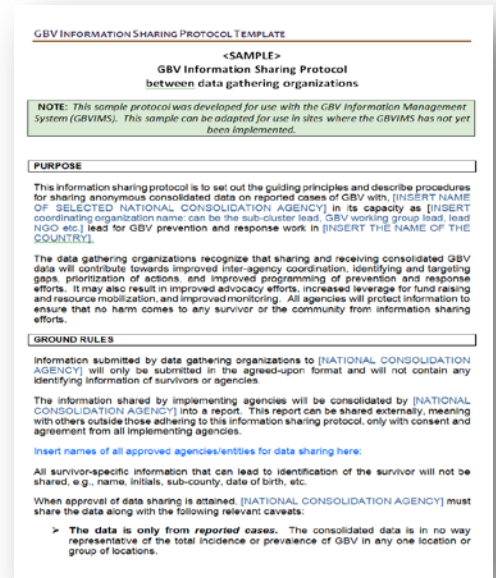 GBV INFORMATION SHARING PROTOCOL TEMPLATE
<SAMPLE>
GBV Information Sharing Protocol
between data gathering organizations
NOTE: This sample protocol was developed for use with the GBV Information Management
System (GBVIMS). This sample can be adapted for use in sites where the GBVIMS has not yet
been implemented.
PURPOSE
This information sharing protocol is to set out the guiding principles and describe procedures
for sharing anonymous consolidated data on reported cases of GBV with, [INSERT NAME
OF SELECTED NATIONAL CONSOLIDATION AGENCY] in its capacity as [INSERT
coordinating organization name: can be the sub-cluster lead, GBV working group lead, lead
NGO etc.] lead for GBV prevention and response work in [INSERT THE NAME OF THE
COUNTRY].
The data gathering organizations recognize that sharing and receiving consolidated GBV
data will contribute towards improved inter-agency coordination, identifying and targeting
gaps, prioritization of actions, and improved programming of prevention and response
efforts. It may also result in improved advocacy efforts, increased leverage for fund raising
and resource mobilization, and improved monitoring. All agencies will protect information to
ensure that no harm comes to any survivor or the community from information sharing
efforts.
GROUND RULES
Information submitted by data gathering organizations to [NATIONAL CONSOLIDATION
AGENCY] will only be submitted in the agreed-upon format and will not contain any
identifying information of survivors or agencies.
The information shared by implementing agencies will be consolidated by [NATIONAL
CONSOLIDATION AGENCY] into a report. This report can be shared externally, meaning
with others outside those adhering to this information sharing protocol, only with consent and
agreement from all implementing agencies.
Insert names of all approved agencies/entities for data sharing here:
All survivor-specific information that can lead to identification of the survivor will not be
shared, e.g., name, initials, sub-county, date of birth, etc.
When approval of data sharing is attained, [NATIONAL CONSOLIDATION AGENCY] must
share the data along with the following relevant caveats:
➤ The data is only from reported cases. The consolidated data is in no way
representative of the total incidence or prevalence of GBV in any one location or
group of locations.